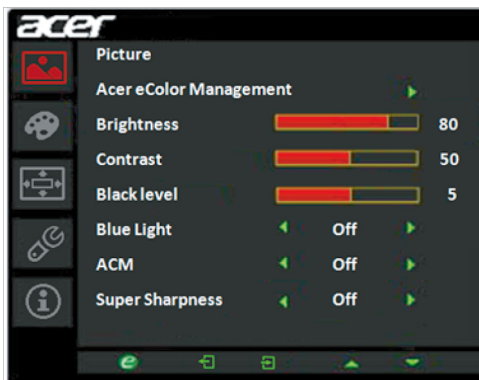 acer
Picture
Acer eColor Management
Brightness 80
Contrast 50
Black level 5
Blue Light Off
ACM Off
Super Sharpness Off
e